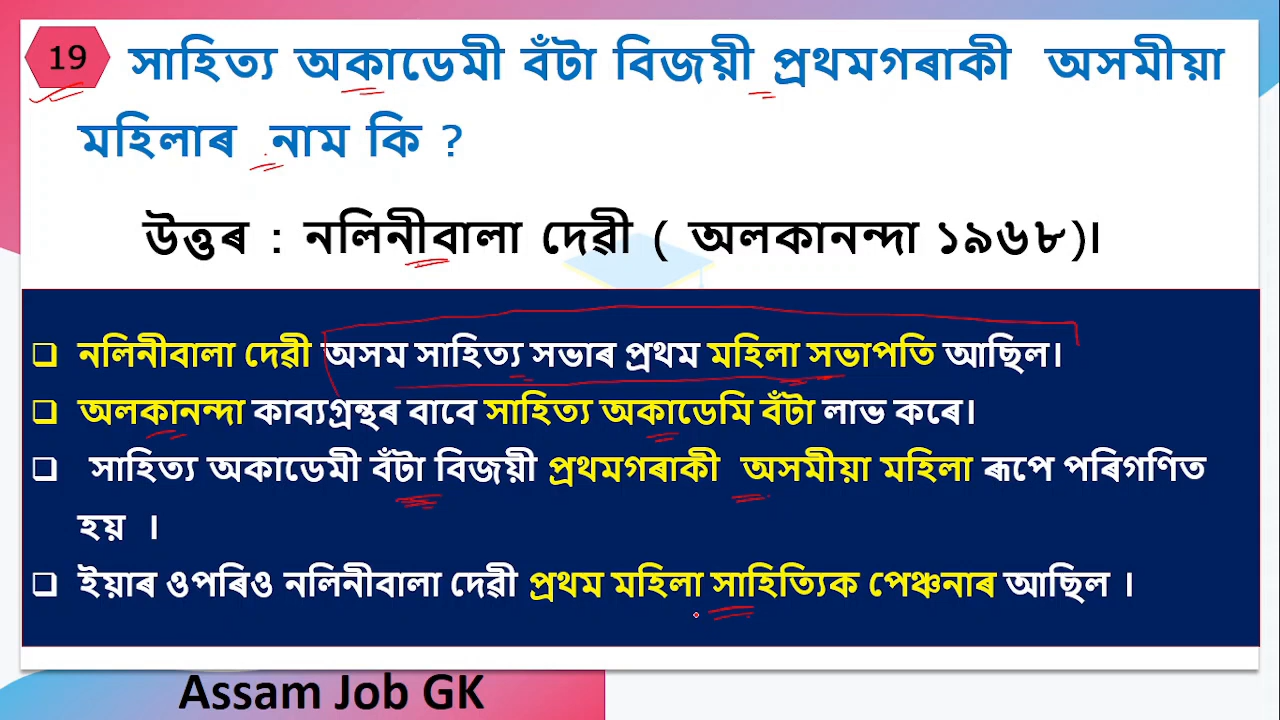 19
সাহিত্য অকাডেমী বঁটা বিজয়ী প্ৰথমগৰাকী অসমীয়া
মহিলাৰ নাম কি ?
উত্তৰ : নলিনীবালা দেৱী ( অলকানন্দা ১৯৬৮)।
❑ নলিনীবালা দেৱী অসম সাহিত্য সভাৰ প্ৰথম মহিলা সভাপতি আছিল।
❑ অলকানন্দা কাব্যগ্ৰন্থৰ বাবে সাহিত্য অকাডেমি বঁটা লাভ কৰে।
❑ সাহিত্য অকাডেমী বঁটা বিজয়ী প্ৰথমগৰাকী অসমীয়া মহিলা ৰূপে পৰিগণিত
হয় ।
❑ ইয়াৰ ওপৰিও নলিনীবালা দেৱী প্ৰথম মহিলা সাহিত্যিক পেঞ্চনাৰ আছিল ।
Assam Job GK